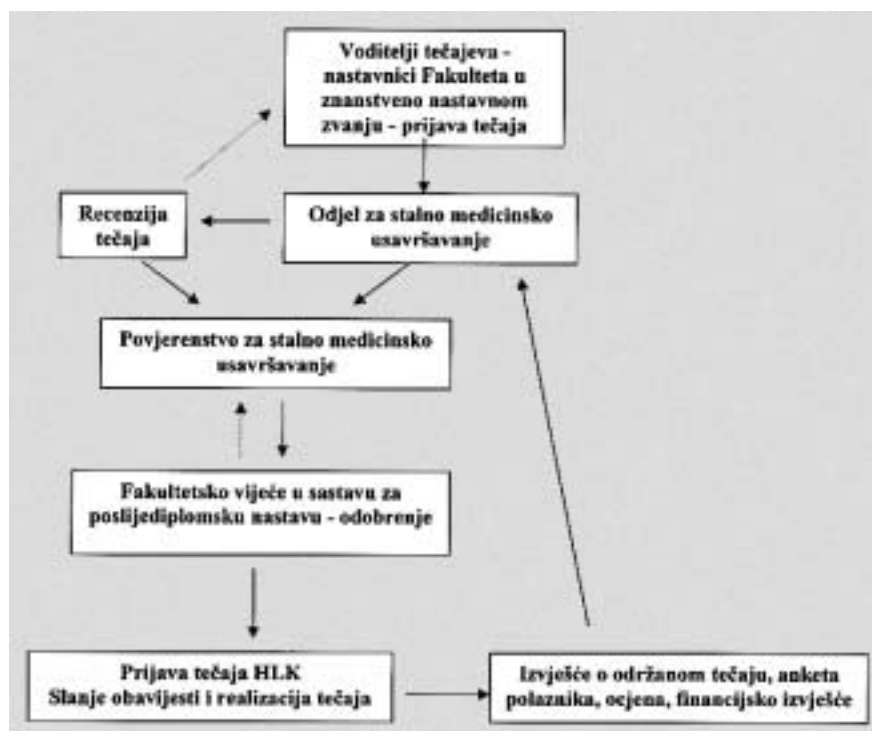 Voditelji tečajeva -
nastavnici Fakulteta u
znanstveno nastavnom
zvanju - prijava tečaja
Recenzija
tečaja
Odjel za stalno medicinsko
usavršavanje
Povjerenstvo za stalno medicinsko
usavršavanje
Fakultetsko vijeće u sastavu za
poslijediplomsku nastavu - odobrenje
Prijava tečaja HLK
Slanje obavijesti i realizacija tečaja
Izvješće o održanom tečaju, anketa
polaznika, ocjena, financijsko izvješće